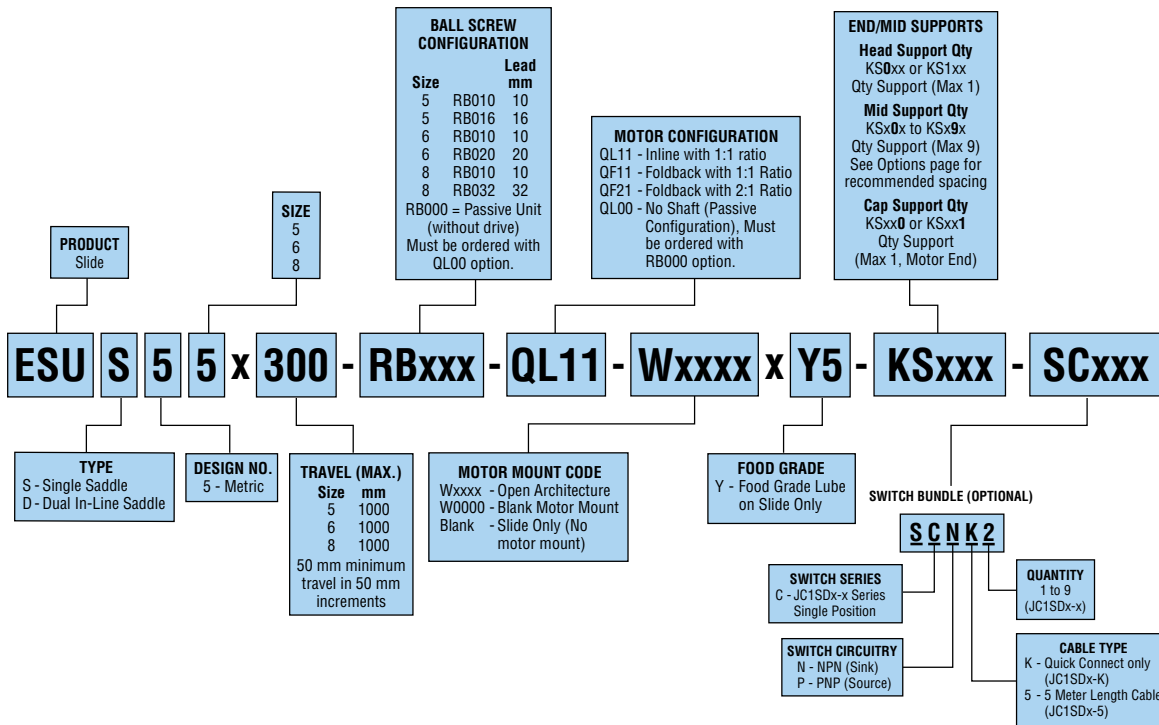 BALL SCREW
CONFIGURATION
Lead
Size mm
5 RB010 10
5 RB016 16
6 RB010 10
6 RB020 20
8 RB010 10
8 RB032 32
RB000 = Passive Unit
(without drive)
Must be ordered with
QL00 option.
END/MID SUPPORTS
Head Support Qty
KS0xx or KS1xx
Qty Support (Max 1)
Mid Support Qty
KSx0x to KSx9x
Qty Support (Max 9)
See Options page for
recommended spacing
Cap Support Qty
KSxx0 or KSxx1
Qty Support
(Max 1, Motor End)
MOTOR CONFIGURATION
QL11 - Inline with 1:1 ratio
QF11 - Foldback with 1:1 Ratio
QF21 - Foldback with 2:1 Ratio
QL00 - No Shaft (Passive
Configuration), Must
be ordered with
RB000 option.
SIZE
5
6
8
PRODUCT
Slide
ESU S 5 5 x 300 - RBxxx - QL11 - Wxxxx x Y5 - KSxxx - SCxxx
TYPE
S - Single Saddle
D - Dual In-Line Saddle
DESIGN NO.
5 - Metric
TRAVEL (MAX.)
Size mm
5 1000
6 1000
8 1000
50 mm minimum
travel in 50 mm
increments
MOTOR MOUNT CODE
Wxxxx - Open Architecture
W0000 - Blank Motor Mount
Blank - Slide Only (No
motor mount)
FOOD GRADE
Y - Food Grade Lube
on Slide Only
SWITCH BUNDLE (OPTIONAL)
S C N K 2
SWITCH SERIES
C - JC1SDx-x Series
Single Position
QUANTITY
1 to 9
(JC1SDx-x)
SWITCH CIRCUITRY
N - NPN (Sink)
P - PNP (Source)
CABLE TYPE
K - Quick Connect only
(JC1SDx-K)
5 - 5 Meter Length Cable
(JC1SDx-5)